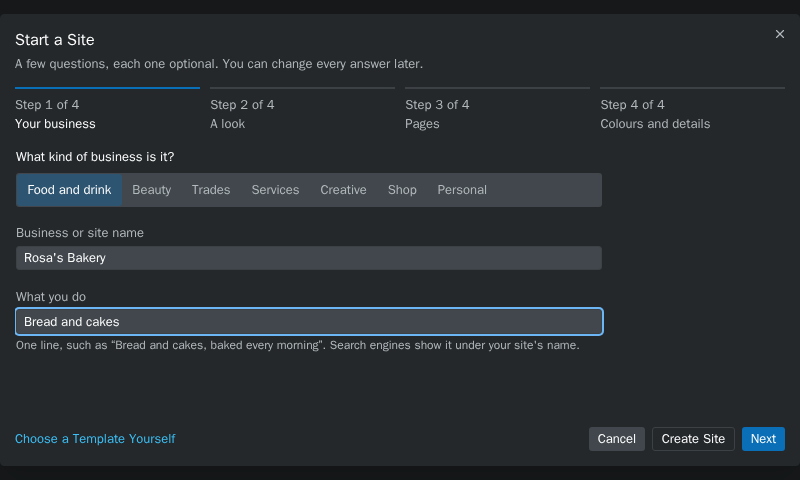 Start a Site
A few questions, each one optional. You can change every answer later.
Step 1 of 4
Your business
Step 2 of 4
A look
Step 3 of 4
Pages
Step 4 of 4
Colours and details
What kind of business is it?
Food and drink Beauty Trades Services Creative Shop Personal
Business or site name
Rosa's Bakery
What you do
Bread and cakes
One line, such as "Bread and cakes, baked every morning". Search engines show it under your site's name.
Choose a Template Yourself
Cancel
Create Site
Next